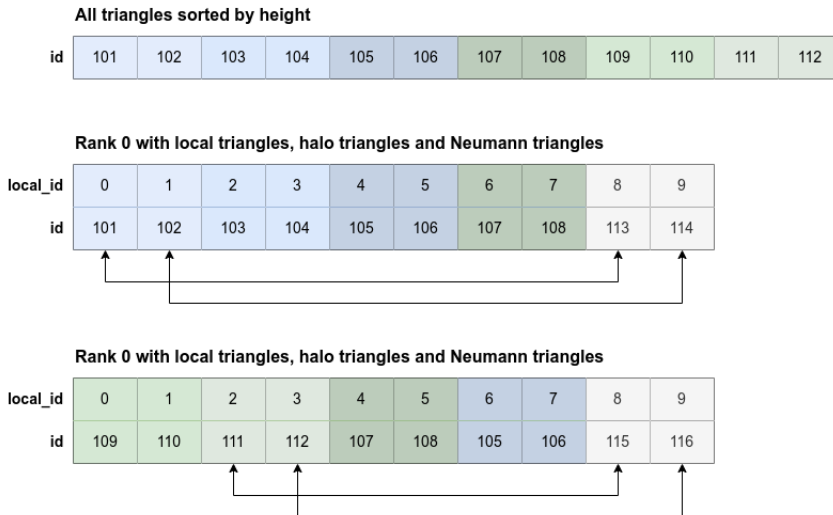 All triangles sorted by height
id 101 102 103 104 105 106 107 108 109 110 111 112
Rank 0 with local triangles, halo triangles and Neumann triangles
local_id 0 1 2 3 4 5 6 7 8 9
id 101 102 103 104 105 106 107 108 113 114
Rank 0 with local triangles, halo triangles and Neumann triangles
local_id 0 1 2 3 4 5 6 7 8 9
id 109 110 111 112 107 108 105 106 115 116